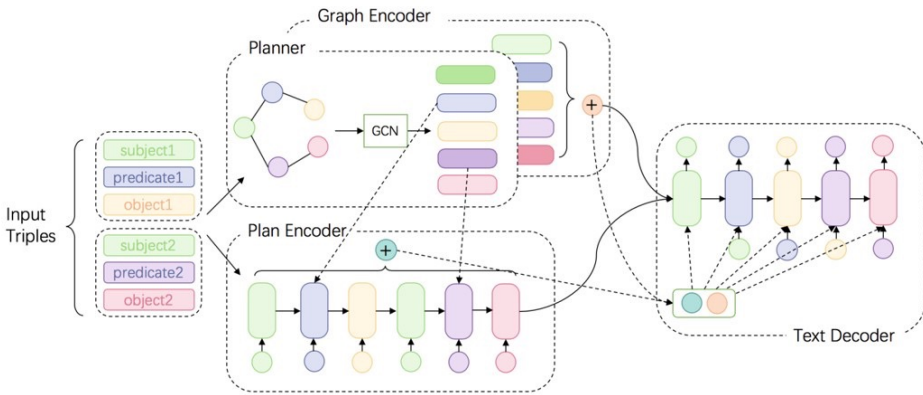 Graph Encoder
Planner
GCN
+
Input
Triples
subject1
predicate1
object1
subject2
predicate2
object2
Plan Encoder
+
Text Decoder